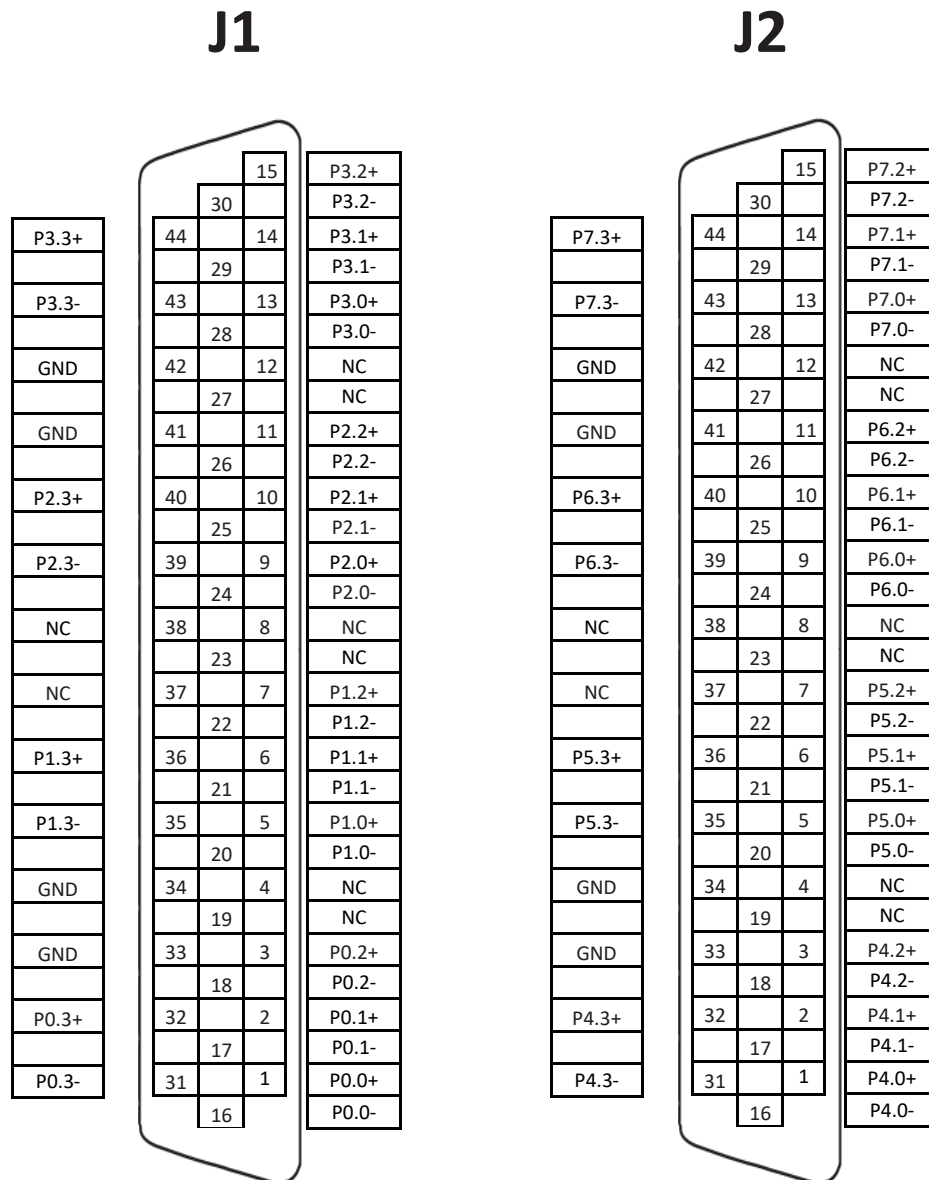 J1 J2
15 P3.2+ 15 P7.2+
30 P3.2- 30 P7.2-
P3.3+ 44 14 P3.1+ P7.3+ 44 14 P7.1+
29 P3.1- 29 P7.1-
P3.3- 43 13 P3.0+ P7.3- 43 13 P7.0+
28 P3.0- 28 P7.0-
GND 42 12 NC GND 42 12 NC
27 NC 27 NC
GND 41 11 P2.2+ GND 41 11 P6.2+
26 P2.2- 26 P6.2-
P2.3+ 40 10 P2.1+ P6.3+ 40 10 P6.1+
25 P2.1- 25 P6.1-
P2.3- 39 9 P2.0+ P6.3- 39 9 P6.0+
24 P2.0- 24 P6.0-
NC 38 8 NC NC 38 8 NC
23 NC 23 NC
NC 37 7 P1.2+ NC 37 7 P5.2+
22 P1.2- 22 P5.2-
P1.3+ 36 6 P1.1+ P5.3+ 36 6 P5.1+
21 P1.1- 21 P5.1-
P1.3- 35 5 P1.0+ P5.3- 35 5 P5.0+
20 P1.0- 20 P5.0-
GND 34 4 NC GND 34 4 NC
19 NC 19 NC
GND 33 3 P0.2+ GND 33 3 P4.2+
18 P0.2- 18 P4.2-
P0.3+ 32 2 P0.1+ P4.3+ 32 2 P4.1+
17 P0.1- 17 P4.1-
P0.3- 31 1 P0.0+ P4.3- 31 1 P4.0+
16 P0.0- 16 P4.0-